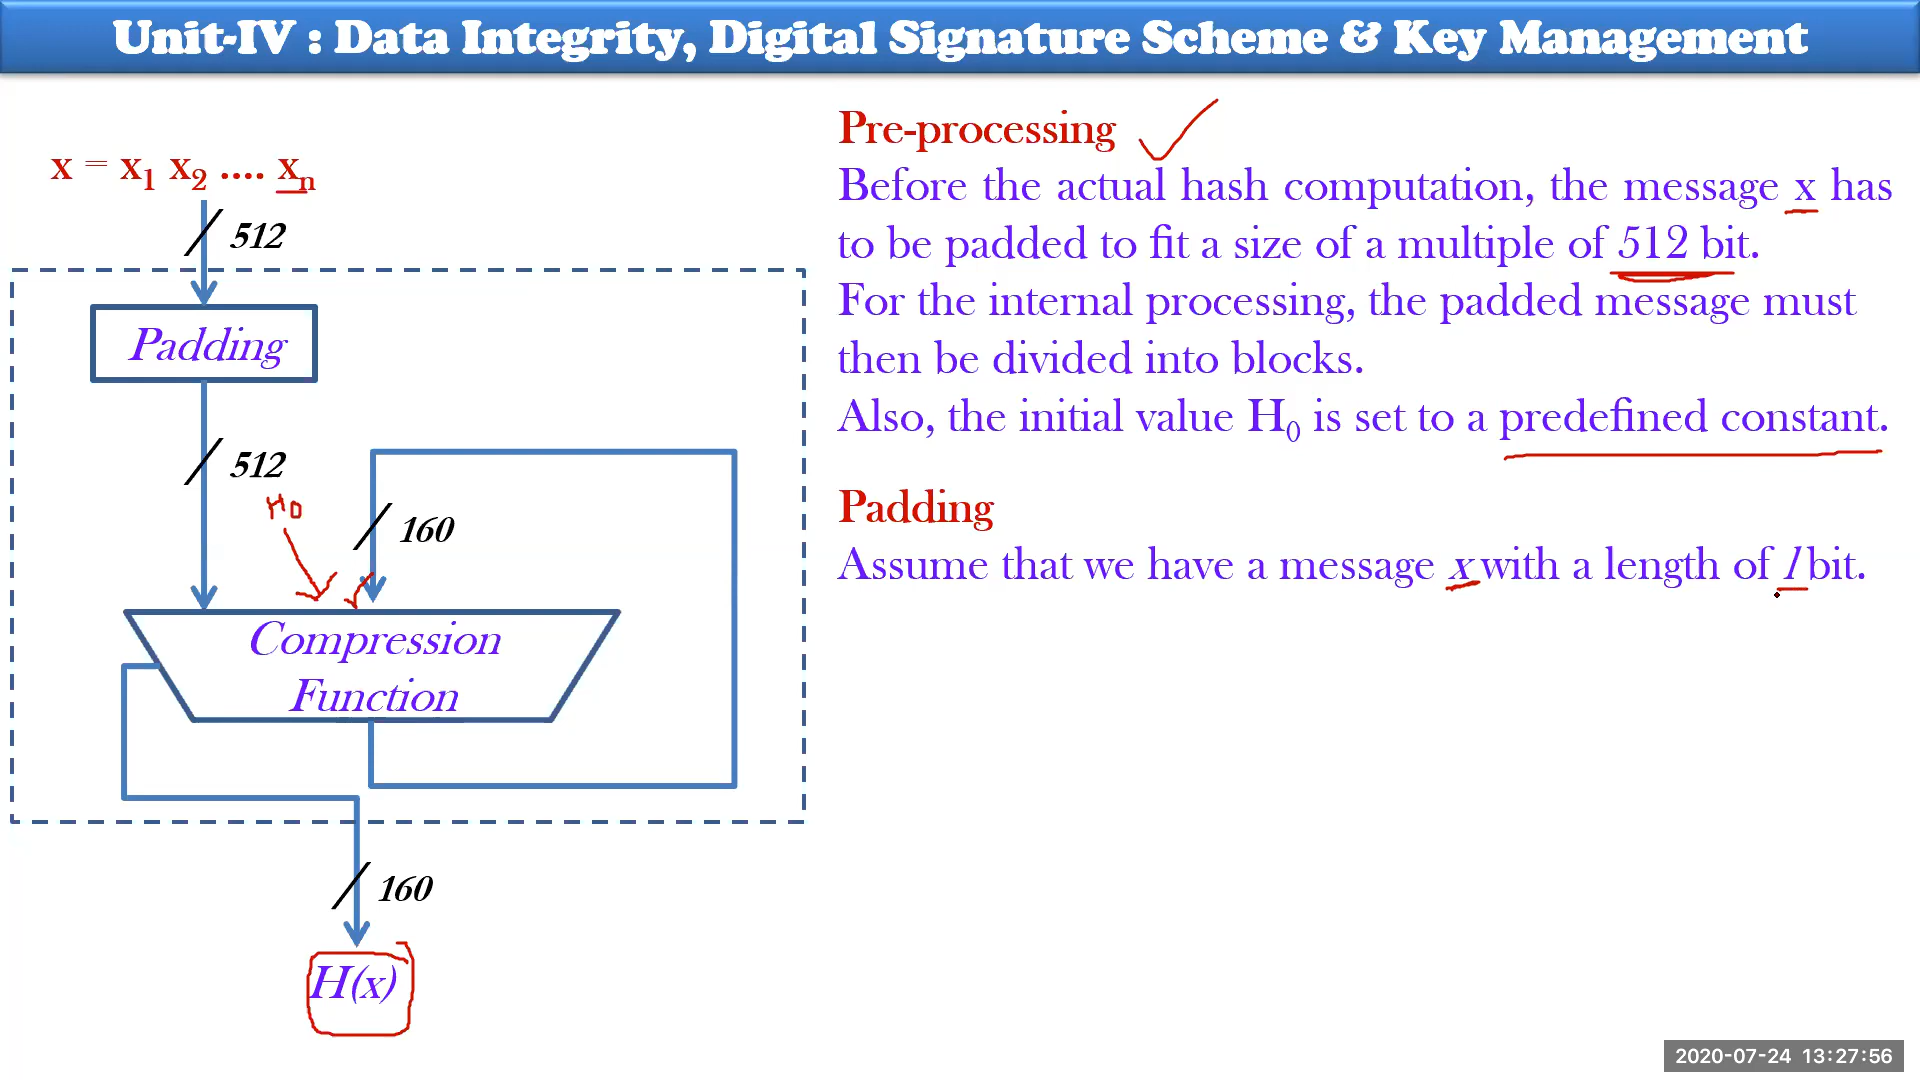 Unit-IV : Data Integrity, Digital Signature Scheme & Key Management
x = x1 x2 .... xn
512
Padding
512
H0
160
Compression
Function
160
H(x)
Pre-processing
Before the actual hash computation, the message x has
to be padded to fit a size of a multiple of 512 bit.
For the internal processing, the padded message must
then be divided into blocks.
Also, the initial value H0 is set to a predefined constant.
Padding
Assume that we have a message x with a length of l bit.
2020-07-24 13:27:56